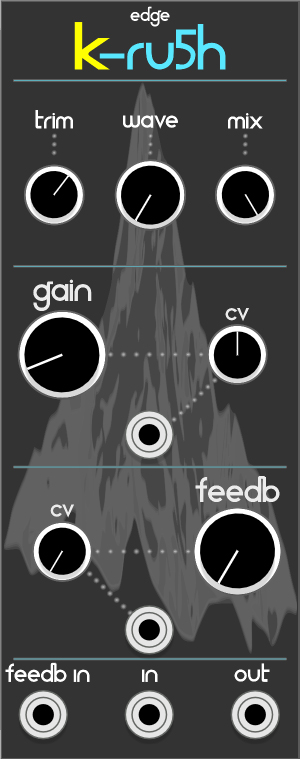 edge
k-ru5h
trim wave mix
gain
cv
feedb
cv
feedb in in out